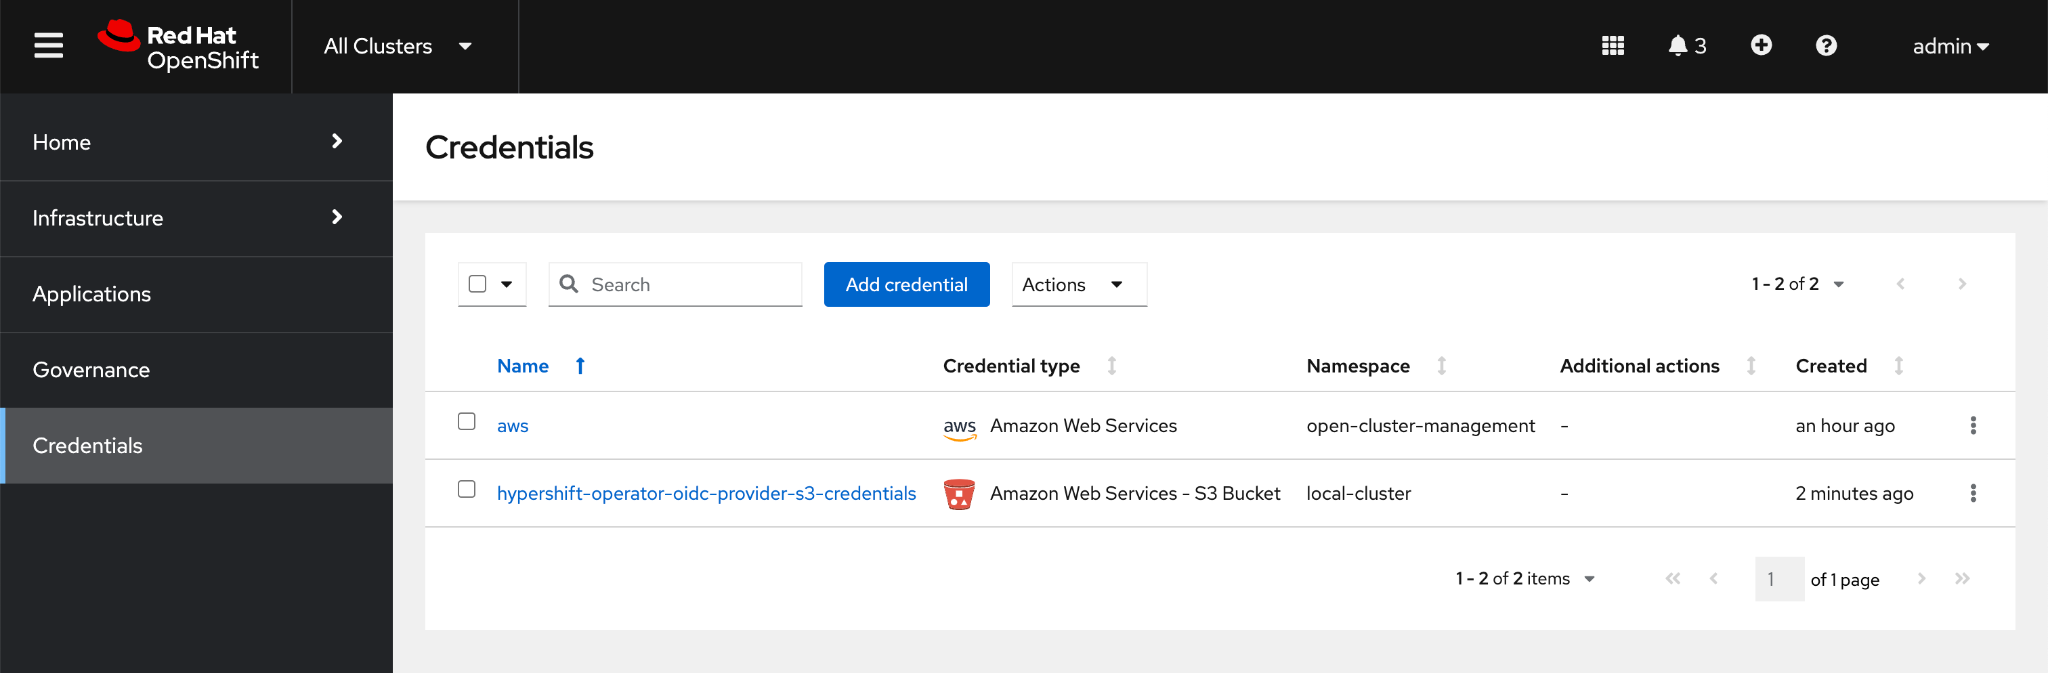 Red Hat
OpenShift
All Clusters
3
admin
Home
Infrastructure
Applications
Governance
Credentials
Credentials
Search
Add credential
Actions
1 - 2 of 2
Name Credential type Namespace Additional actions Created
aws aws Amazon Web Services open-cluster-management - an hour ago
hypershift-operator-oidc-provider-s3-credentials Amazon Web Services - S3 Bucket local-cluster - 2 minutes ago
1 - 2 of 2 items
1 of 1 page